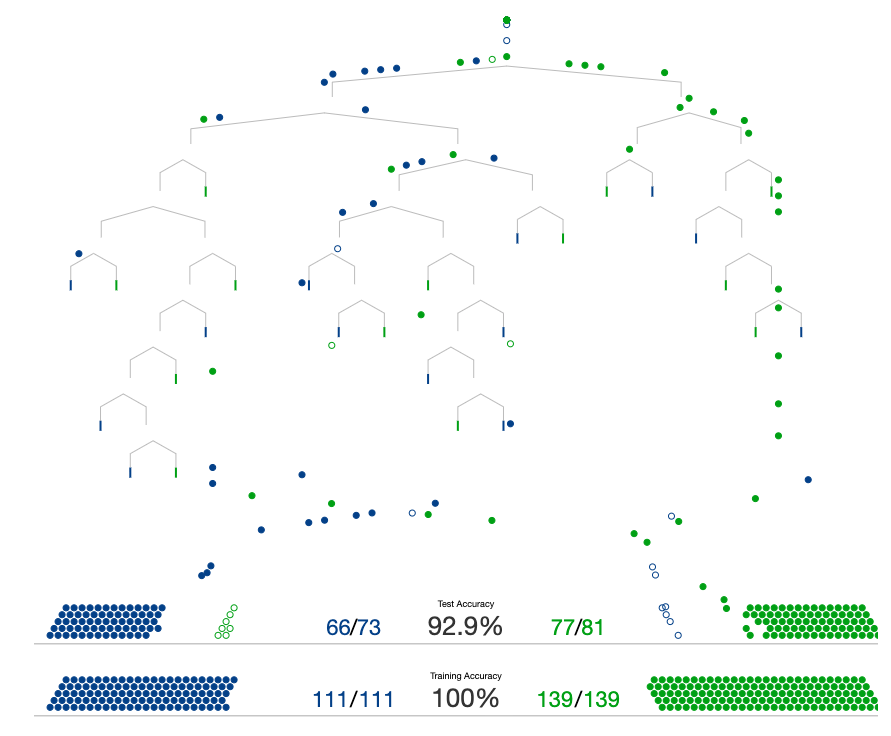 Test Accuracy
66/73 92.9% 77/81
Training Accuracy
111/111 100% 139/139